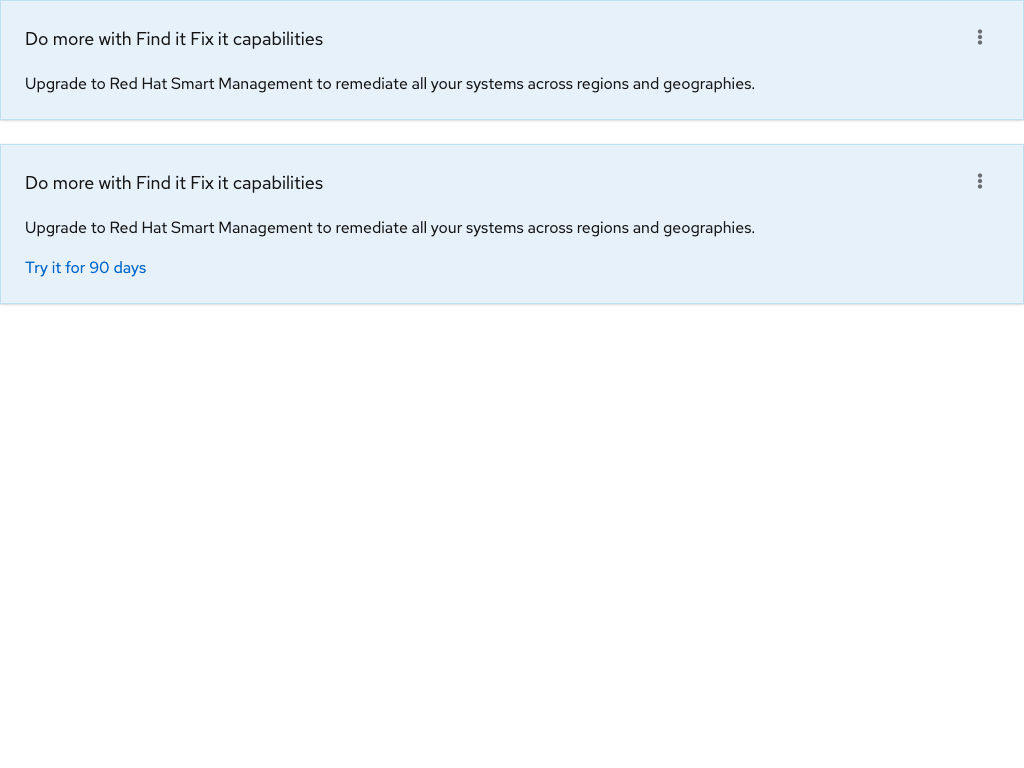 Do more with Find it Fix it capabilities
Upgrade to Red Hat Smart Management to remediate all your systems across regions and geographies.
Do more with Find it Fix it capabilities
Upgrade to Red Hat Smart Management to remediate all your systems across regions and geographies.
Try it for 90 days